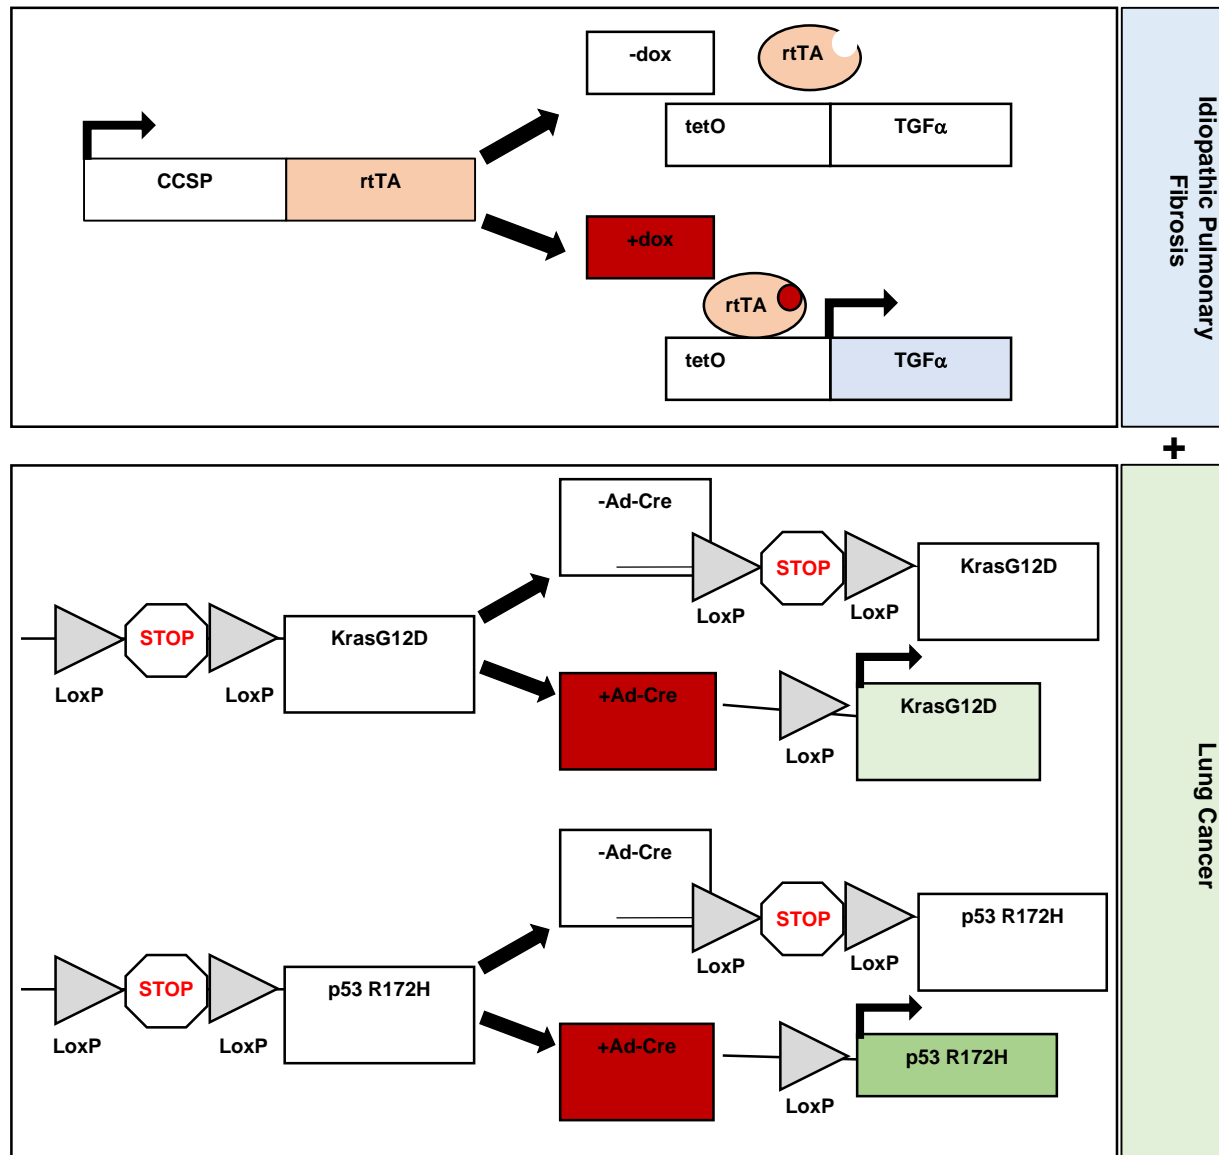 -dox
rtTA
tetO
TGFα
CCSP
rtTA
+dox
rtTA
tetO
TGFα
Idiopathic Pulmonary
Fibrosis
+
-Ad-Cre
STOP
KrasG12D
LoxP
LoxP
STOP
KrasG12D
LoxP
LoxP
+Ad-Cre
KrasG12D
LoxP
-Ad-Cre
STOP
p53 R172H
LoxP
LoxP
STOP
p53 R172H
LoxP
LoxP
+Ad-Cre
p53 R172H
LoxP
Lung Cancer